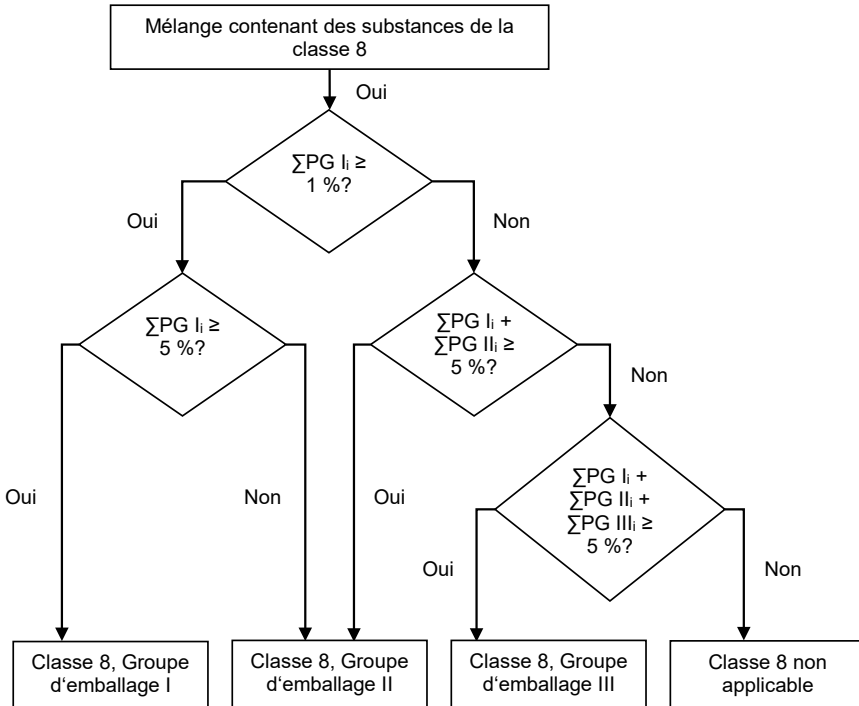 Mélange contenant des substances de la
classe 8
Oui
∑PG Iᵢ ≥
1 %?
Oui
Non
∑PG Iᵢ ≥
5 %?
∑PG Iᵢ +
∑PG IIᵢ ≥
5 %?
Non
∑PG Iᵢ +
∑PG IIᵢ +
∑PG IIIᵢ ≥
5 %?
Oui
Non
Oui
Oui
Non
Classe 8, Groupe
d‘emballage I
Classe 8, Groupe
d‘emballage II
Classe 8, Groupe
d‘emballage III
Classe 8 non
applicable